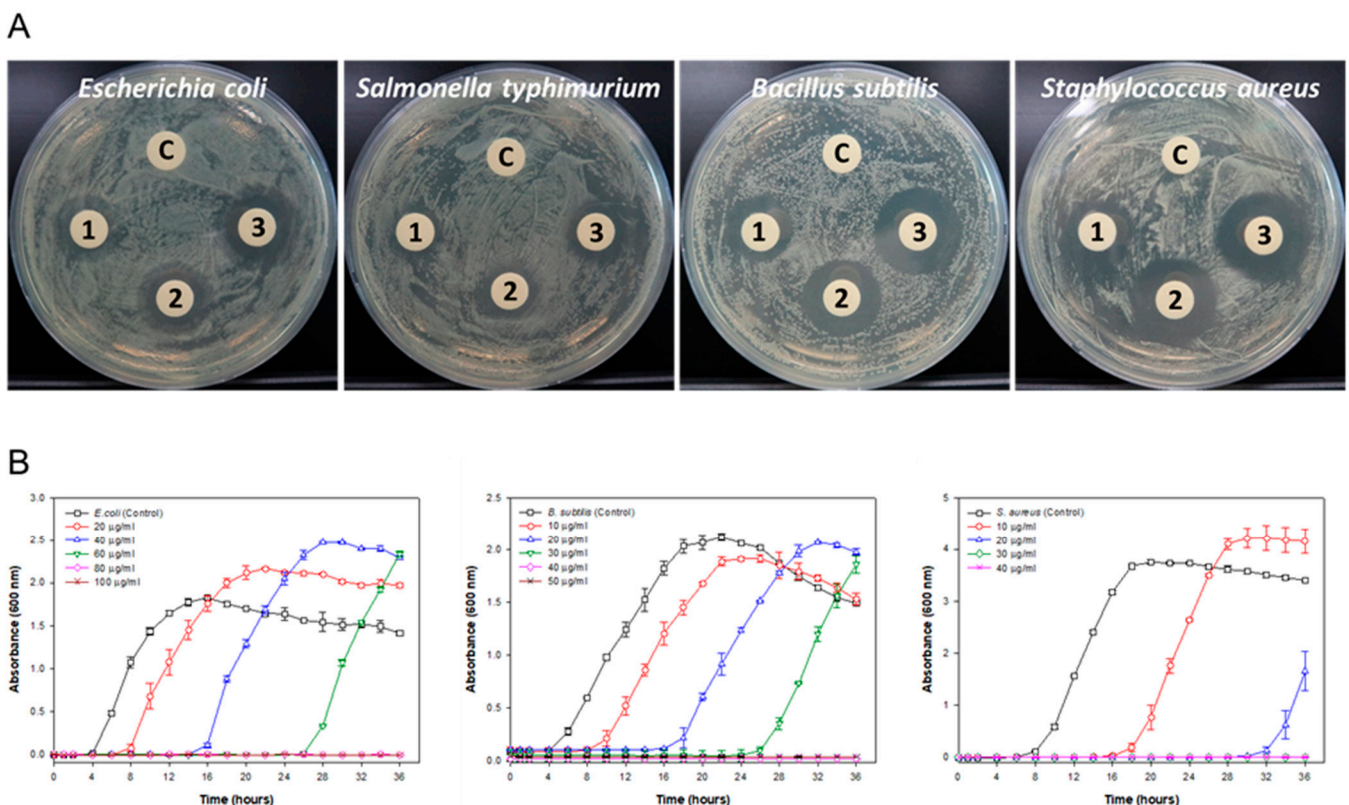 A
Escherichia coli
C
1
3
2
Salmonella typhimurium
C
1
3
2
Bacillus subtilis
C
1
3
2
Staphylococcus aureus
C
1
3
2
B
3.0
2.5
2.0
1.5
1.0
0.5
0.0
Absorbance (600 nm)
E.coli (Control)
20 µg/ml
40 µg/ml
60 µg/ml
80 µg/ml
100 µg/ml
0 4 8 12 16 20 24 28 32 36
Time (hours)
2.5
2.0
1.5
1.0
0.5
0.0
Absorbance (600 nm)
B. subtilis (Control)
10 µg/ml
20 µg/ml
30 µg/ml
40 µg/ml
50 µg/ml
0 4 8 12 16 20 24 28 32 36
Time (hours)
5
4
3
2
1
0
Absorbance (600 nm)
S. aureus (Control)
10 µg/ml
20 µg/ml
30 µg/ml
40 µg/ml
0 4 8 12 16 20 24 28 32 36
Time (hours)